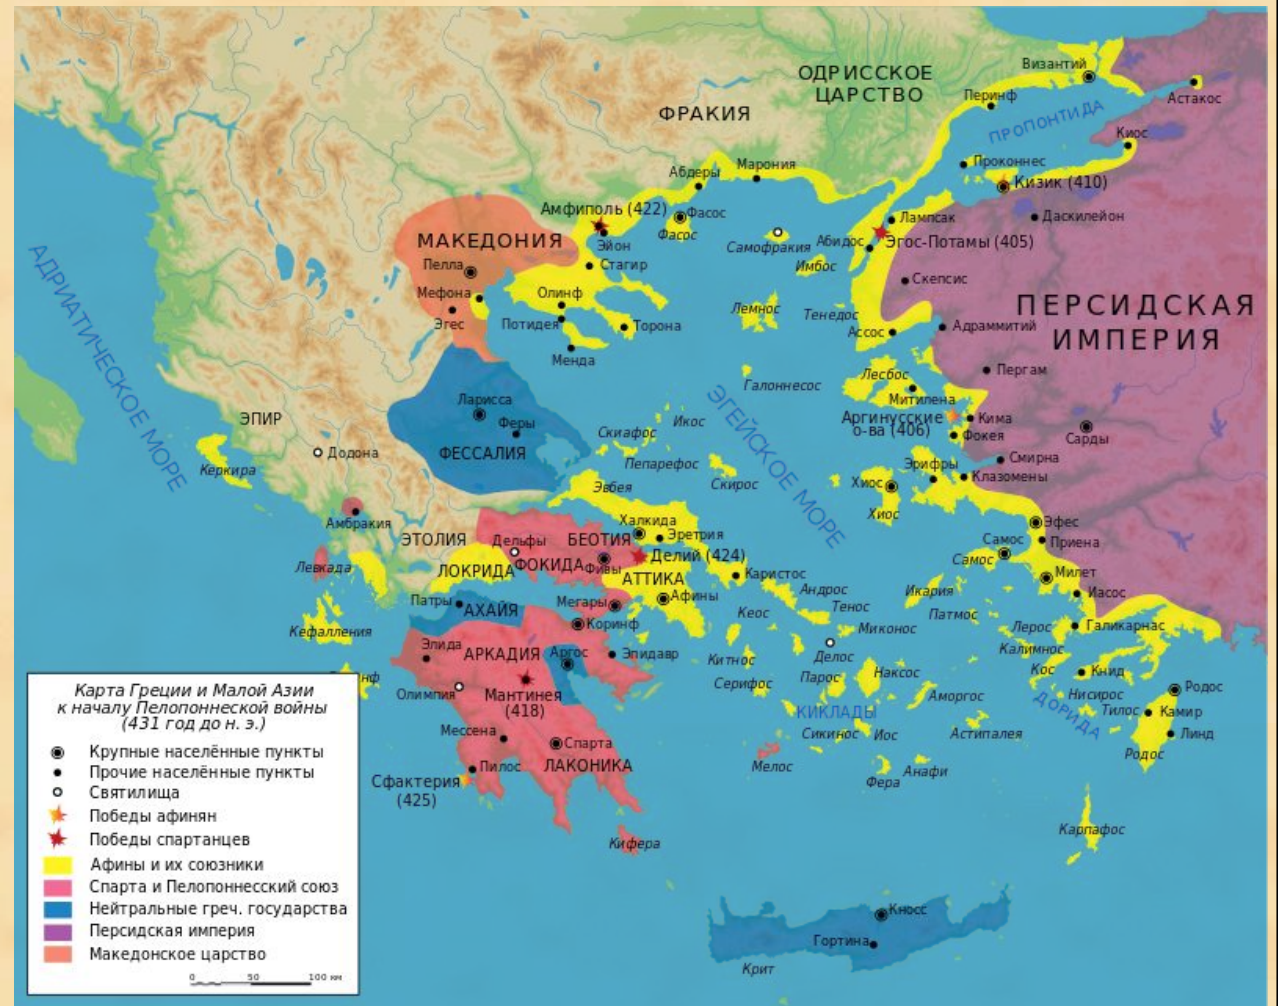 ОДРИССКОЕ
ЦАРСТВО
ФРАКИЯ
Византий
Перинф
ПРОПОНТИДА
Астакос
Киос
Проконнес
Кизик (410)
Даскилейон
Абдеры
Марония
Амфиполь (422)
Фасос
Фасос
Эйон
Самофракия
Лампсак
Абидос
Эгос-Потамы (405)
МАКЕДОНИЯ
Пелла
Стагир
Имбос
Скепсис
Мефона
Олинф
Эгес
Потидея
Торона
Лемнос
Тенедос
ПЕРСИДСКАЯ
ИМПЕРИЯ
Ассос
Адраммитий
Менда
АДРИАТИЧЕСКОЕ МОРЕ
Галоннесос
Лесбос
Пергам
Митилена
ЭГЕЙСКОЕ МОРЕ
Ларисса
Феры
ФЕССАЛИЯ
ЭПИР
Додона
Керкира
Икос
Скиафос
Пепарефос
Скирос
Аргинусские
о-ва (406)
Кима
Фокея
Сарды
Смирна
Эрифры
Клазомены
Хиос
Хиос
Эвбея
Амбракия
ЭТОЛИЯ
Дельфы
БЕОТИЯ
Халкида
Эретрия
Эфес
Приена
Самос
Самос
Левкада
ЛОКРИДА
ФОКИДА
Фивы
Делий (424)
АТТИКА
Каристос
Милет
Иасос
Патры
АХАЙЯ
Мегары
Афины
Андрос
Икария
Кеос
Тенос
Патмос
Кефалления
Коринф
Миконос
Лерос
Галикарнас
Элида
АРКАДИЯ
Аргос
Эпидавр
Делос
Калимнос
Китнос
Олимпия
Мантинея
(418)
Серифос
Парос
Наксос
Кос
Книд
Аморгос
Нисирос
Родос
КИКЛАДЫ
ДОРИДА
Тилос
Камир
Мессена
Спарта
Сикинос
Иос
Астипалея
Линд
Пилос
ЛАКОНИКА
Мелос
Родос
Сфактерия
(425)
Фера
Анафи
Кифера
Карпафос
Кносс
Гортина
Крит
Карта Греции и Малой Азии
к началу Пелопоннеской войны
(431 год до н. э.)
Крупные населённые пункты
Прочие населённые пункты
Святилища
Победы афинян
Победы спартанцев
Афины и их союзники
Спарта и Пелопоннесский союз
Нейтральные греч. государства
Персидская империя
Македонское царство
0 50 100 км